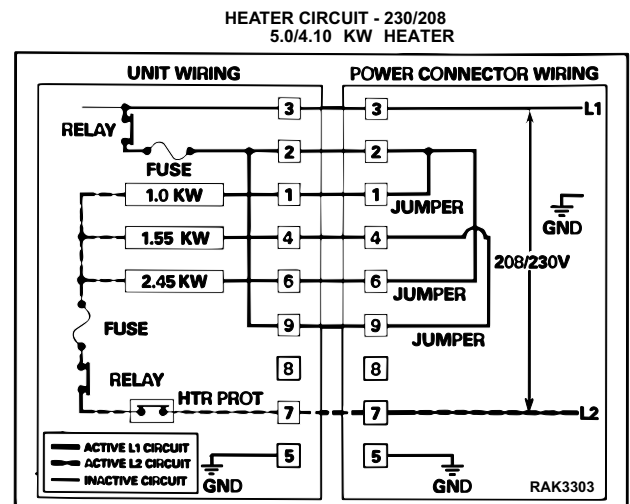 HEATER CIRCUIT - 230/208
5.0/4.10 KW HEATER
UNIT WIRING
POWER CONNECTOR WIRING
3 3 L1
RELAY
2 2
FUSE
1.0 KW 1 1
JUMPER
GND
1.55 KW 4 4
208/230V
2.45 KW 6 6
JUMPER
FUSE
9 9
JUMPER
8 8
RELAY
HTR PROT
7 7 L2
ACTIVE L1 CIRCUIT
ACTIVE L2 CIRCUIT
INACTIVE CIRCUIT
5 5
GND
GND
RAK3303